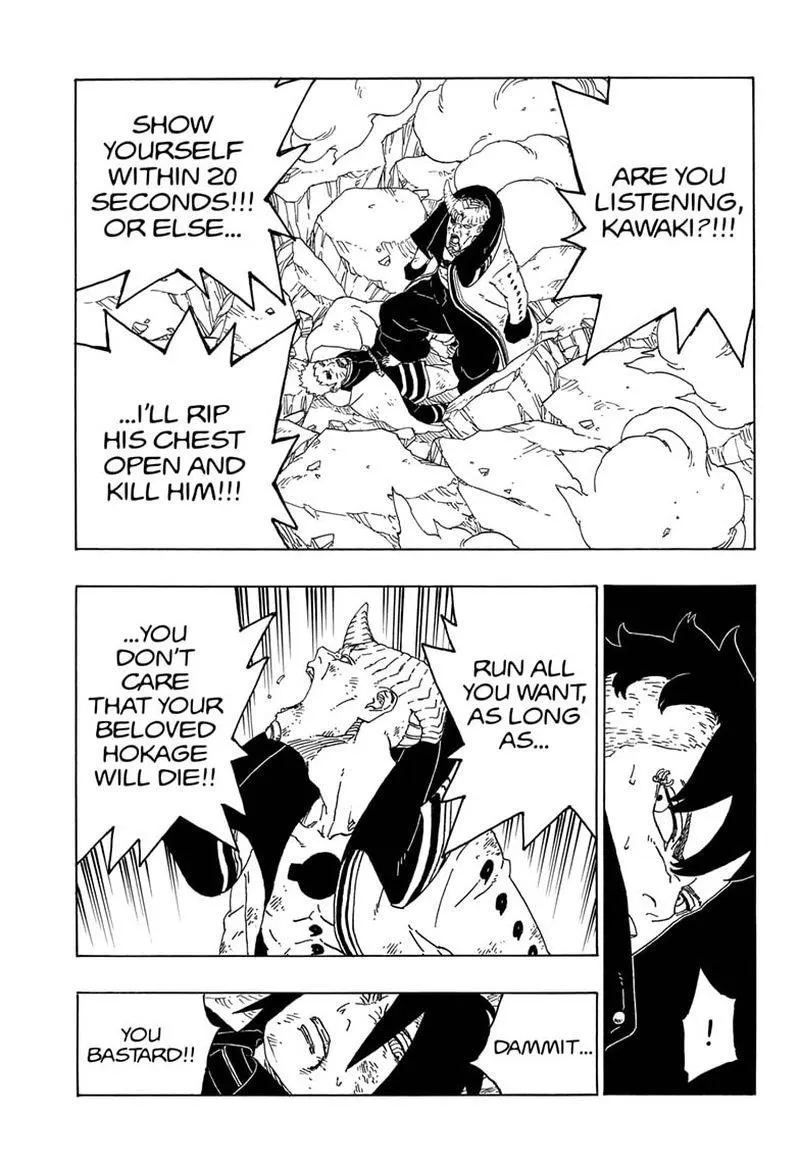 ARE YOU
LISTENING,
KAWAKI?!!!
SHOW
YOURSELF
WITHIN 20
SECONDS!!!
OR ELSE...
...I'LL RIP
HIS CHEST
OPEN AND
KILL HIM!!!
!
RUN ALL
YOU WANT,
AS LONG
AS...
...YOU
DON'T
CARE
THAT YOUR
BELOVED
HOKAGE
WILL DIE!!
DAMMIT...
YOU
BASTARD!!